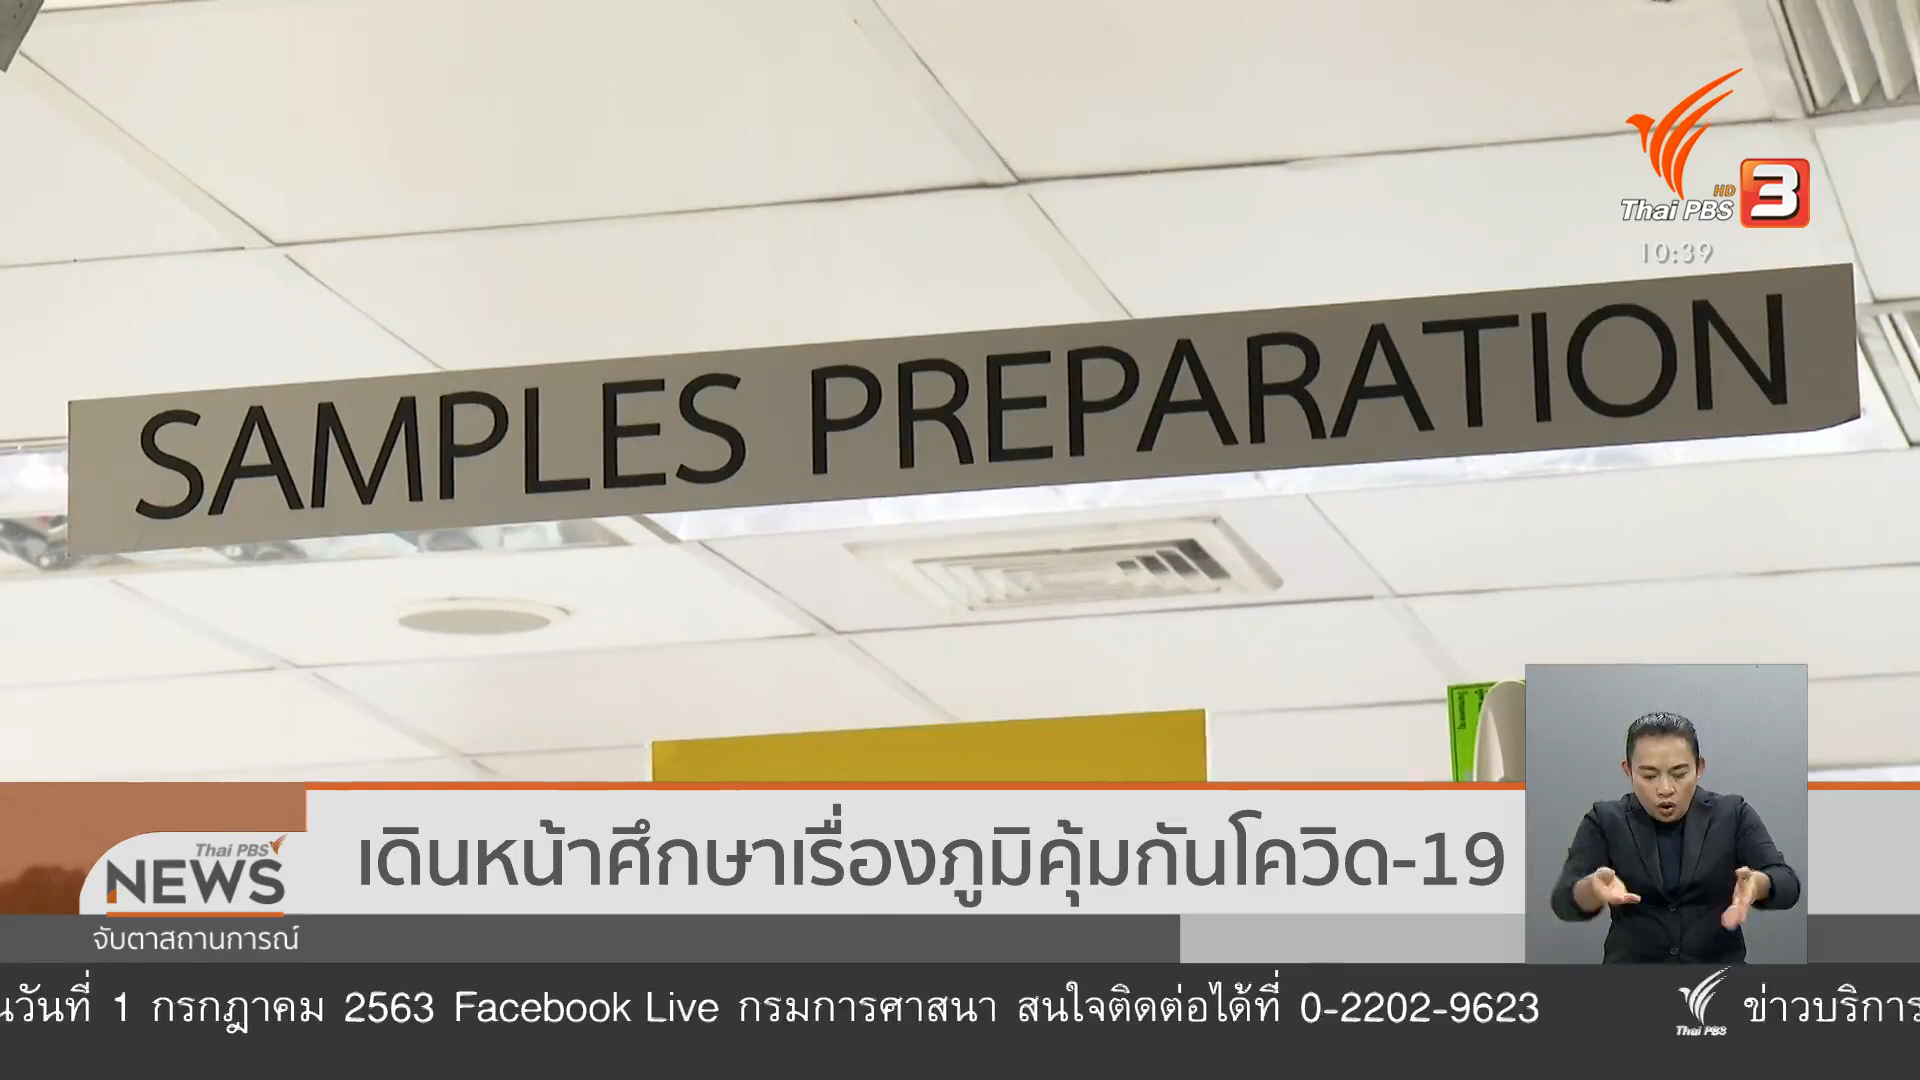 Thai PBS HD 3
10:39
SAMPLES PREPARATION
Thai PBS
NEWS
เดินหน้าศึกษาเรื่องภูมิคุ้มกันโควิด-19
จับตาสถานการณ์
นวันที่ 1 กรกฎาคม 2563 Facebook Live กรมการศาสนา สนใจติดต่อได้ที่ 0-2202-9623
Thai PBS
ข่าวบริการ